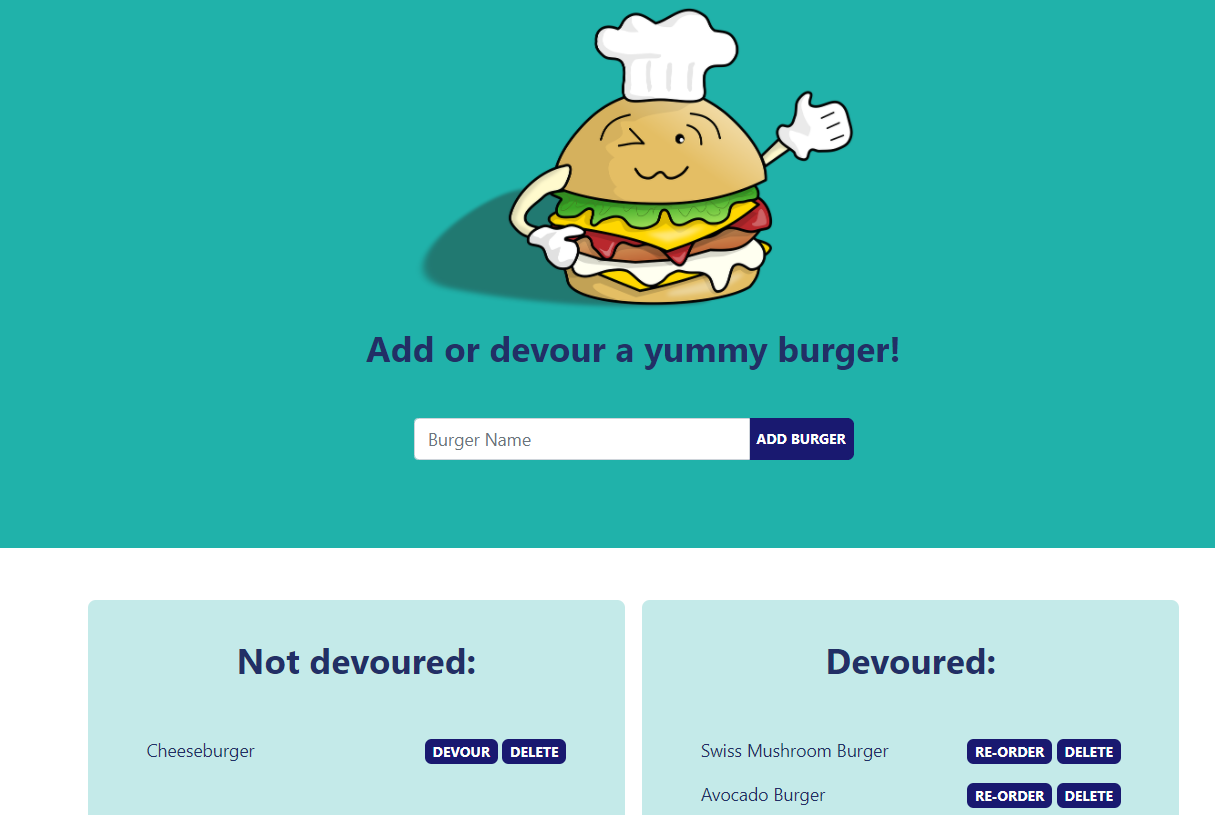 Add or devour a yummy burger!
Burger Name
ADD BURGER
Not devoured:
Cheeseburger
DEVOUR
DELETE
Devoured:
Swiss Mushroom Burger
RE-ORDER
DELETE
Avocado Burger
RE-ORDER
DELETE